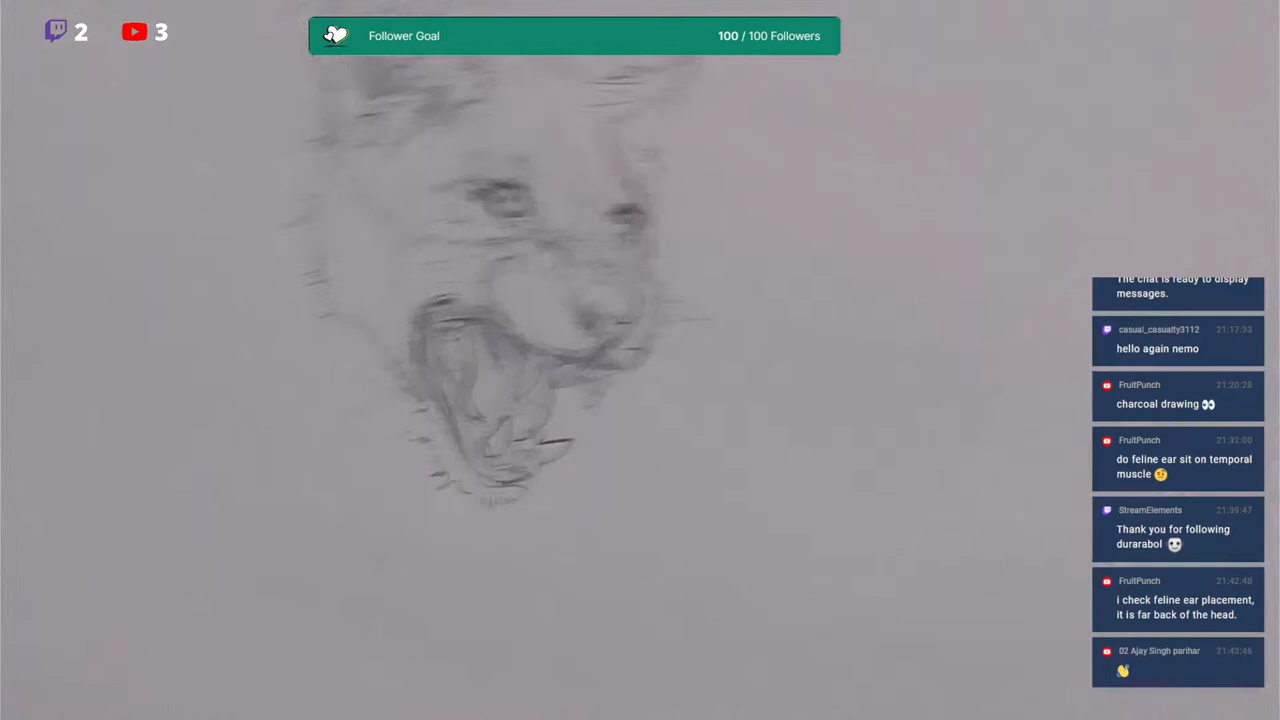 2
3
Follower Goal
100 / 100 Followers
The chat is ready to display
messages.
casual_casualty3112 21:17:33
hello again nemo
FruitPunch 21:20:28
charcoal drawing 👀
FruitPunch 21:32:00
do feline ear sit on temporal
muscle 🤨
StreamElements 21:39:47
Thank you for following
durarabol
FruitPunch 21:42:40
i check feline ear placement,
it is far back of the head.
02 Ajay Singh parihar 21:43:46
👋